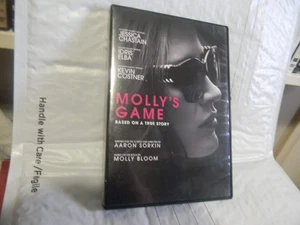 JESSICA
CHASTAIN
IDRIS
ELBA
KEVIN
COSTNER
MOLLY'S
GAME
BASED ON A TRUE STORY
AARON SORKIN
MOLLY BLOOM
Handle with Care /